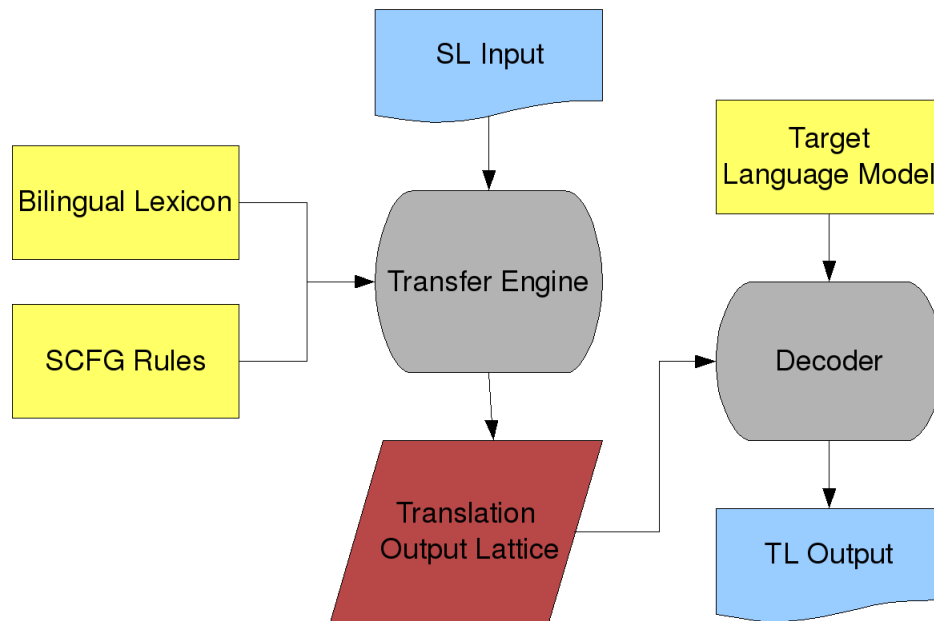 SL Input
Target
Language Model
Bilingual Lexicon
Transfer Engine
SCFG Rules
Decoder
Translation
Output Lattice
TL Output